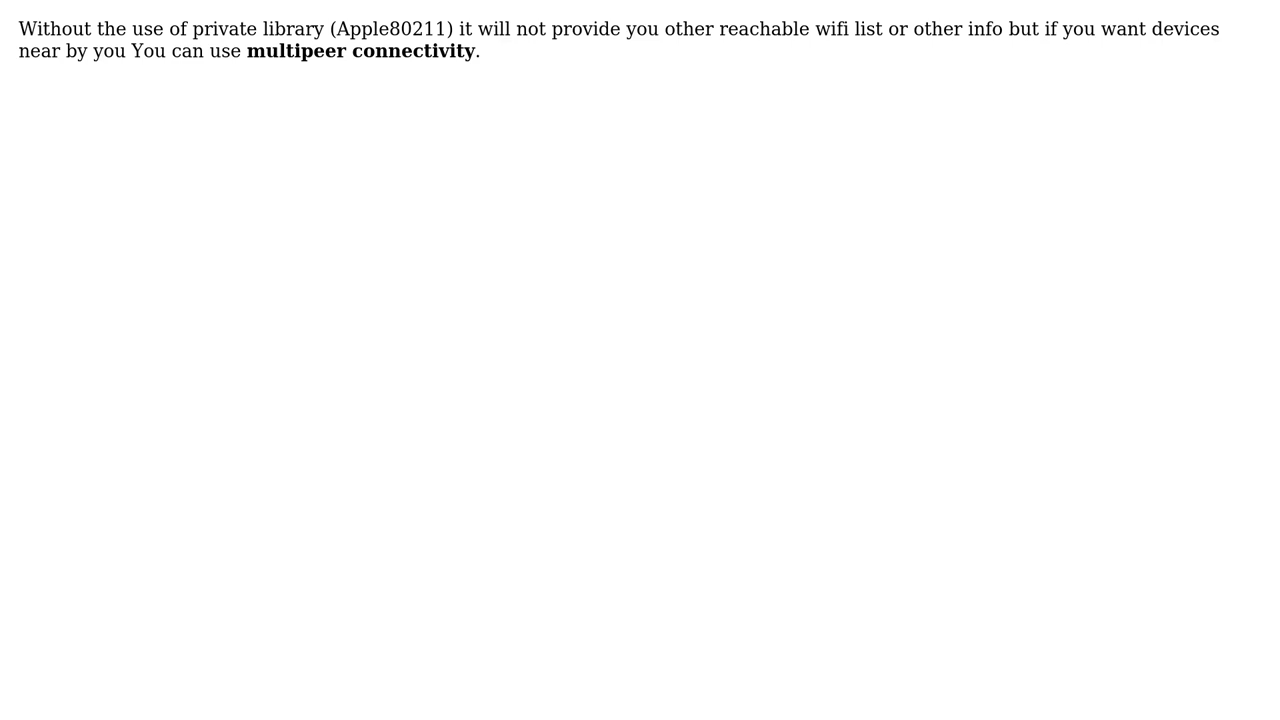 Without the use of private library (Apple80211) it will not provide you other reachable wifi list or other info but if you want devices
near by you You can use multipeer connectivity.